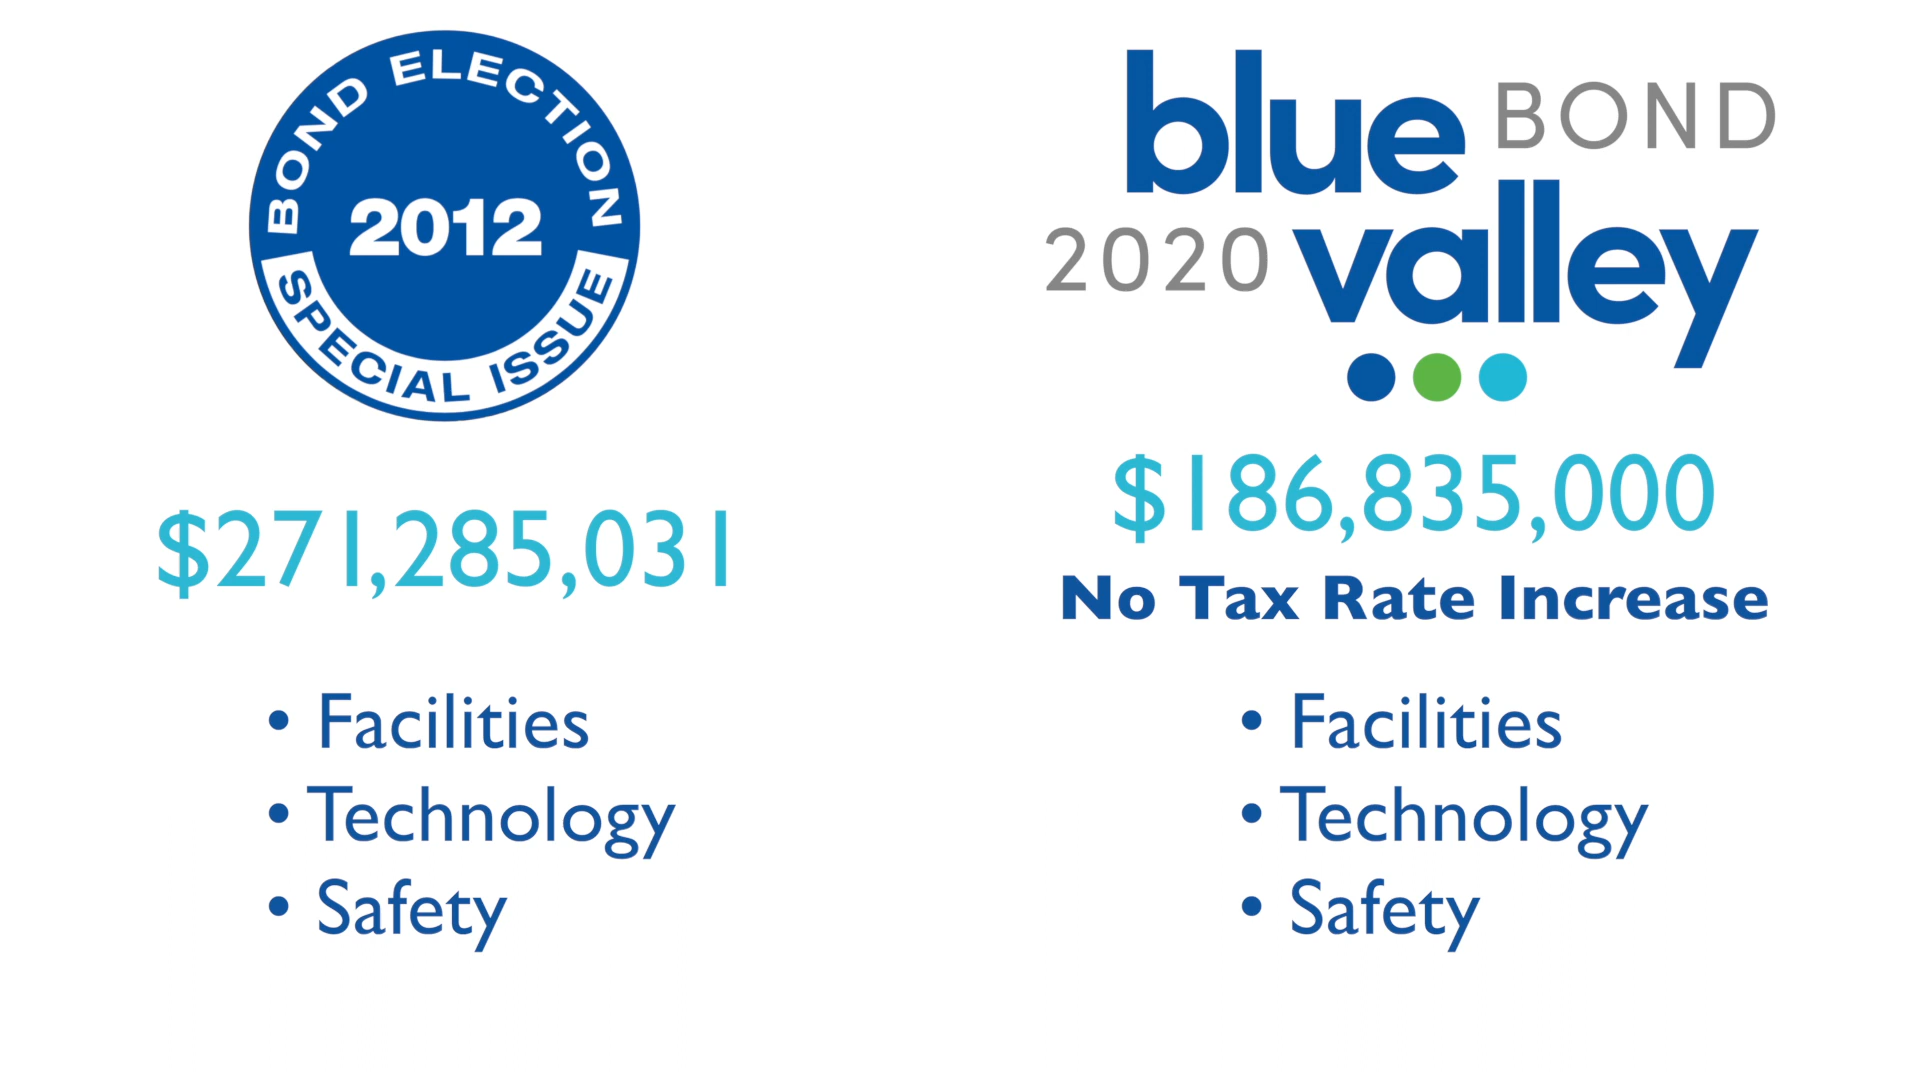 BOND ELECTION
2012
SPECIAL ISSUE
$271,285,031
• Facilities
• Technology
• Safety
blue BOND
2020 valley
$186,835,000
No Tax Rate Increase
• Facilities
• Technology
• Safety